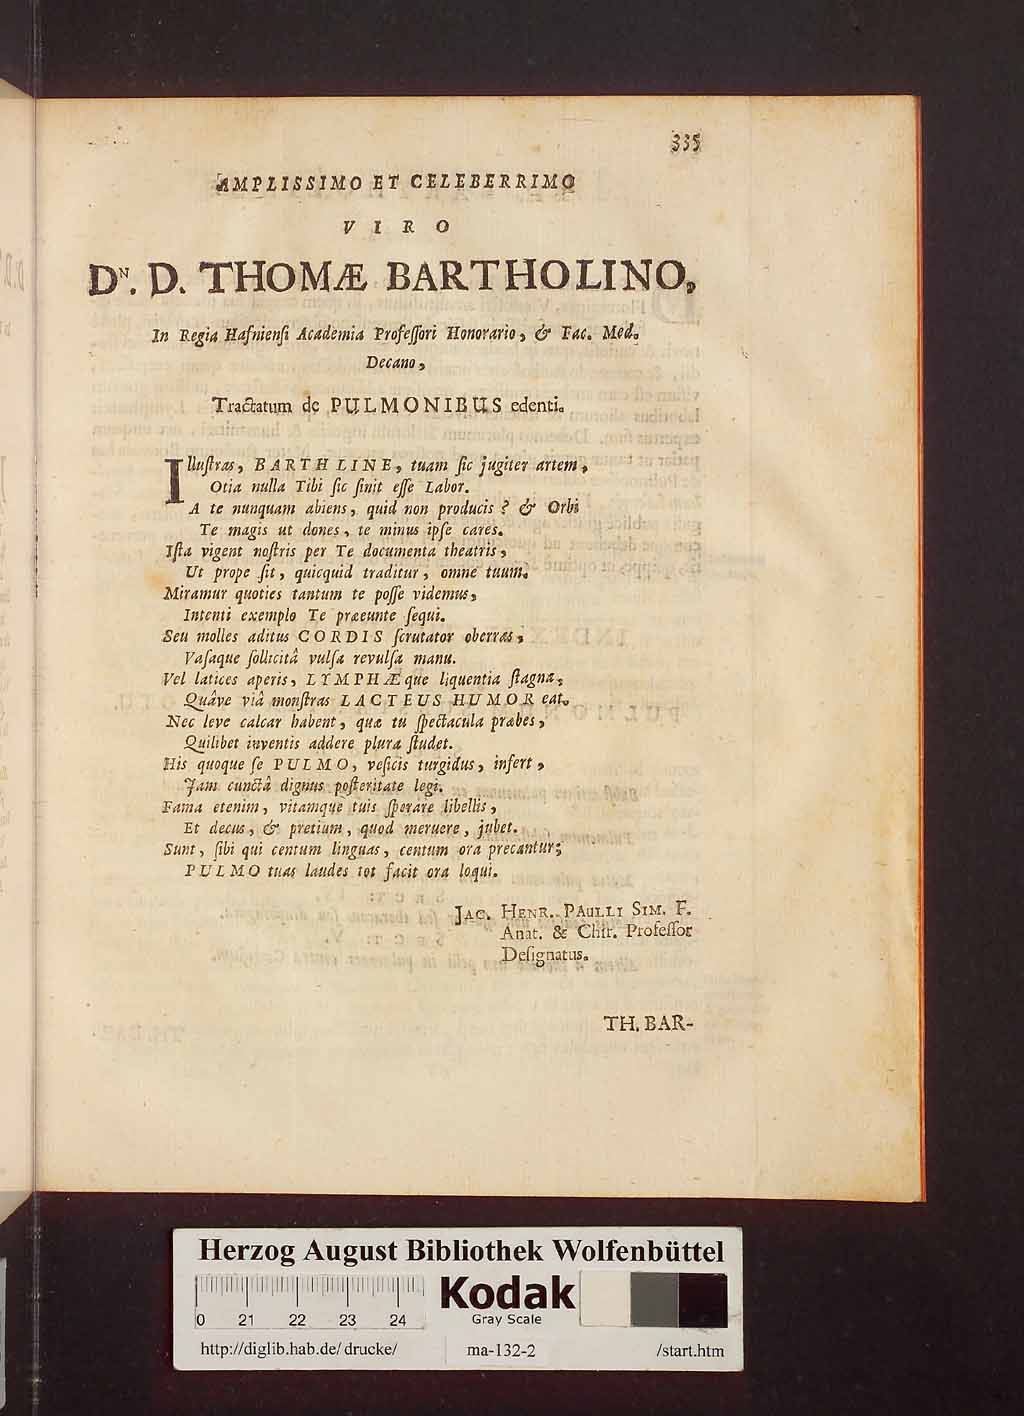 335
AMPLISSIMO ET CELEBERRIMO
VIRO
Dᴺ. D. THOMÆ BARTHOLINO,
In Regia Hafniensi Academia Professori Honorario, & Fac. Med.
Decano,
Tractatum de PULMONIBUS edenti.
Illustras, BARTHLINE, tuam sic jugiter artem,
Otia nulla Tibi sic sinit esse Labor.
A te nunquam abiens, quid non producis? & Orbi
Te magis ut dones, te minus ipse cares.
Ista vigent nostris per Te documenta theatris,
Ut prope sit, quicquid traditur, omne tuum.
Miramur quoties tantum te posse videmus,
Intenti exemplo Te præeunte sequi.
Seu molles aditus CORDIS scrutator oberras,
Vasaque sollicitâ vulsa revulsa manu.
Vel latices aperis, LYMPHÆque liquentia stagna,
Quâve viâ monstras LACTEUS HUMOR eat.
Nec leve calcar habent, quæ tu spectacula præbes,
Quilibet inventis addere plura studet.
His quoque se PULMO, vesicis turgidus, insert,
Jam cunctâ dignus posteritate legi.
Fama etenim, vitamque tuis sperare libellis,
Et decus, & pretium, quod meruere, jubet.
Sunt, sibi qui centum linguas, centum ora precantur;
PULMO tuas laudes tot facit ora loqui.
JAC. HENR. PAULLI SIM. F.
Anat. & Chir. Professor
Designatus.
TH. BAR-
Herzog August Bibliothek Wolfenbüttel
0 21 22 23 24
Kodak
Gray Scale
http://diglib.hab.de/drucke/ ma-132-2 /start.htm